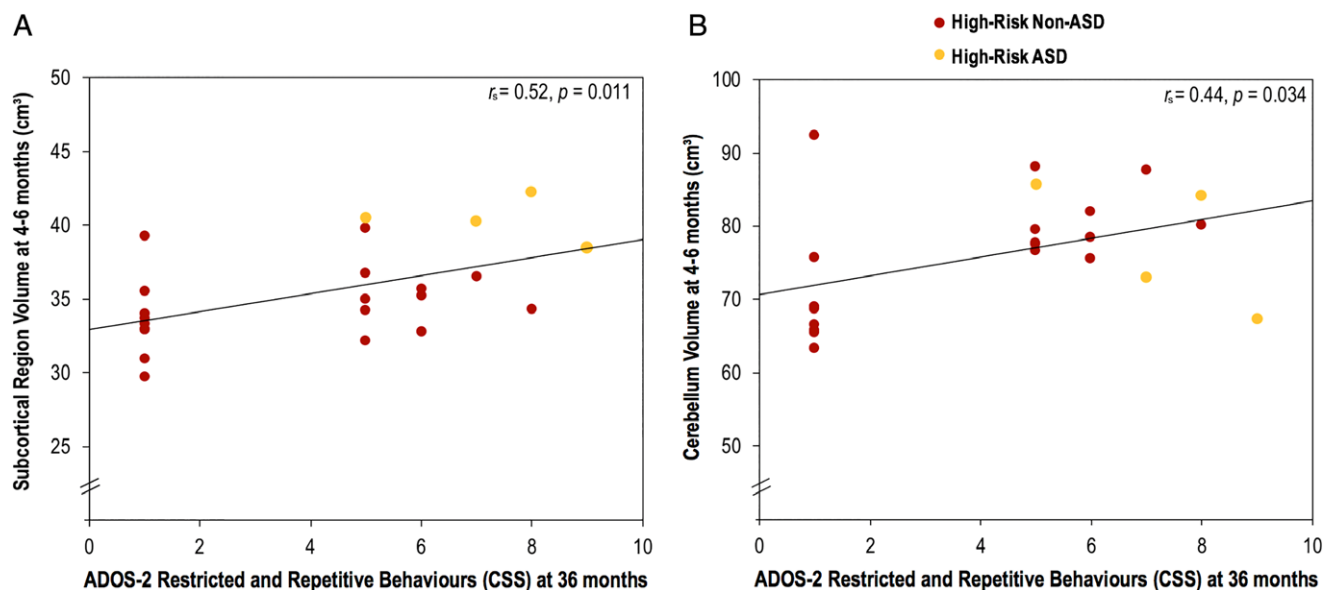 A
Subcortical Region Volume at 4-6 months (cm³)
50
45
40
35
30
25
rs = 0.52, p = 0.011
0 2 4 6 8 10
ADOS-2 Restricted and Repetitive Behaviours (CSS) at 36 months
B
High-Risk Non-ASD
High-Risk ASD
Cerebellum Volume at 4-6 months (cm³)
100
90
80
70
60
50
rs = 0.44, p = 0.034
0 2 4 6 8 10
ADOS-2 Restricted and Repetitive Behaviours (CSS) at 36 months